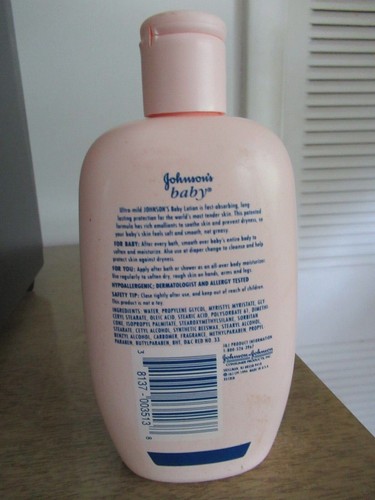 Johnson's
baby®
Ultra-mild JOHNSON'S Baby Lotion is fast-absorbing, long
lasting protection for the world's most tender skin. This patented
formula has rich emollients to soothe skin and prevent dryness, so
your baby's skin feels soft and smooth, not greasy.
FOR BABY: After every bath, smooth over baby's entire body to
soften and moisturize. Also use at diaper change to cleanse and help
protect skin against dryness.
FOR YOU: Apply after bath or shower as an all over body moisturizer.
Use regularly to soften dry, rough skin on hands, arms and legs
HYPOALLERGENIC; DERMATOLOGIST AND ALLERGY TESTED
SAFETY TIP: Close tightly after use, and keep out of reach of children.
This product is not a toy.
INGREDIENTS: WATER, PROPYLENE GLYCOL, MYRISTYL MYRISTATE, GLY-
CERYL STEARATE, OLEIC ACID, STEARIC ACID, POLYSORBATE 61, SORBITAN
STEARATE, CETYL ALCOHOL, SYNTHETIC BEESWAX, STEARYL ALCOHOL,
BENZYL ALCOHOL, CARBOMER, FRAGRANCE, METHYLPARABEN, PROPYL-
PARABEN, BUTYLPARABEN, BHT, D&C RED NO. 33.
PRODUCT INFORMATION
Johnson & Johnson
CONSUMER PRODUCTS, INC.
3 8137-003513